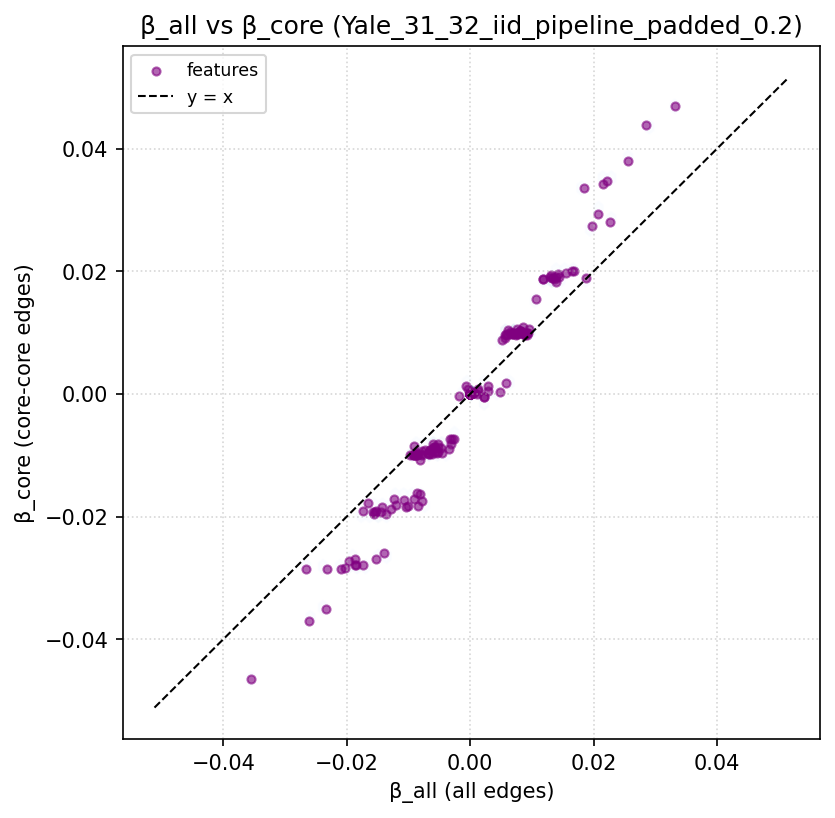 β_all vs β_core (Yale_31_32_iid_pipeline_padded_0.2)
features
y = x
0.04
0.02
0.00
−0.02
−0.04
β_core (core-core edges)
−0.04
−0.02
0.00
0.02
0.04
β_all (all edges)